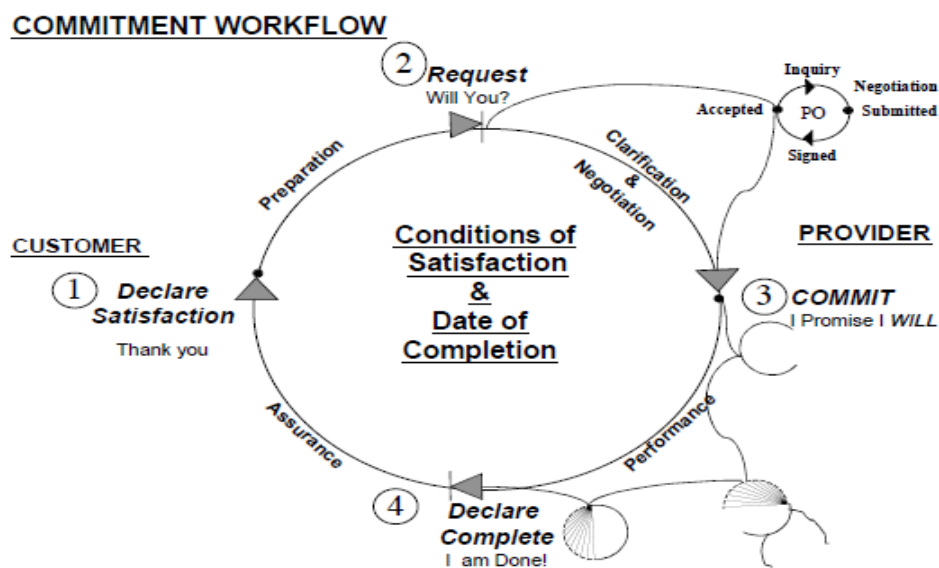 COMMITMENT WORKFLOW
2
Request
Will You?
Inquiry
Negotiation
Accepted
PO
Submitted
Signed
Preparation
Clarification
&
Negotiation
CUSTOMER
Conditions of
Satisfaction
&
Date of
Completion
PROVIDER
1
Declare
Satisfaction
Thank you
3
COMMIT
I Promise I WILL
Assurance
Performance
4
Declare
Complete
I am Done!